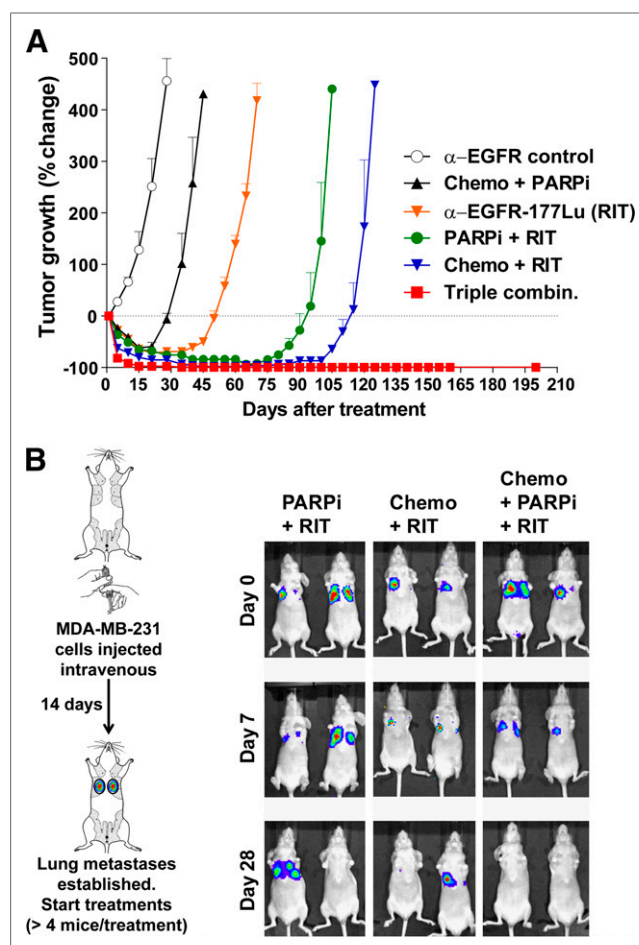 A
500
400
300
200
100
0
-100
Tumor growth (% change)
0 15 30 45 60 75 90 105 120 135 150 165 180 195 210
Days after treatment
α–EGFR control
Chemo + PARPi
α–EGFR-177Lu (RIT)
PARPi + RIT
Chemo + RIT
Triple combin.
B
MDA-MB-231
cells injected
intravenous
14 days
Lung metastases
established.
Start treatments
(> 4 mice/treatment)
PARPi
+ RIT
Chemo
+ RIT
Chemo
+ PARPi
+ RIT
Day 0
Day 7
Day 28